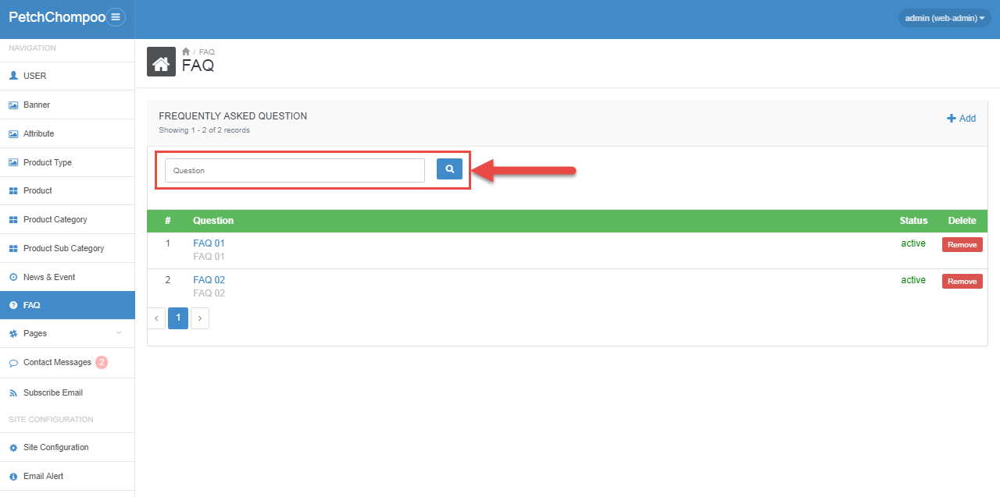 PetchChompoo
admin (web-admin)
NAVIGATION
USER
Banner
Attribute
Product Type
Product
Product Category
Product Sub Category
News & Event
FAQ
Pages
Contact Messages 2
Subscribe Email
SITE CONFIGURATION
Site Configuration
Email Alert
/ FAQ
FAQ
FREQUENTLY ASKED QUESTION
Showing 1 - 2 of 2 records
Add
Question
# Question Status Delete
1 FAQ 01 active Remove
FAQ 01
2 FAQ 02 active Remove
FAQ 02
‹ 1 ›